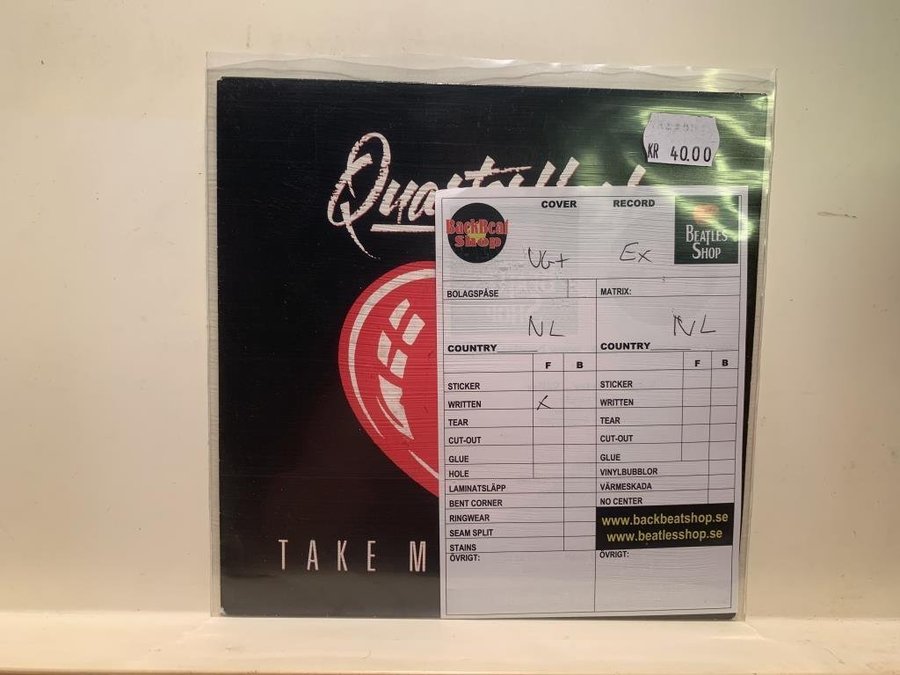 KR 40.00
TAKE M
COVER RECORD
BackBeat
Shop
BEATLES
SHOP
VG+ Ex
BOLAGSPÅSE MATRIX:
NL NL
COUNTRY COUNTRY
F B F B
STICKER STICKER
WRITTEN X WRITTEN
TEAR TEAR
CUT-OUT CUT-OUT
GLUE GLUE
HOLE VINYLBUBBLOR
LAMINATSLÄPP VÄRMESKADA
BENT CORNER NO CENTER
RINGWEAR
SEAM SPLIT
STAINS
www.backbeatshop.se
www.beatlesshop.se
ÖVRIGT: ÖVRIGT: